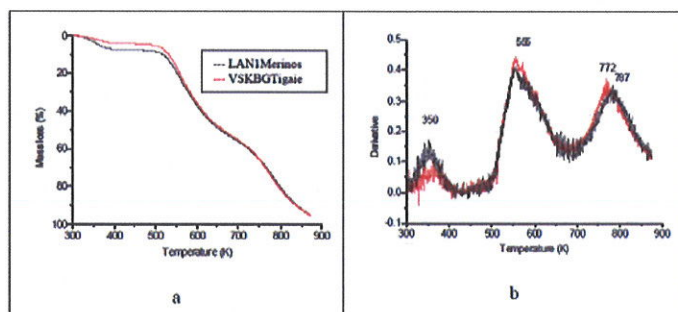 LAN1Merinos
VSKBGTigaie
0
20
40
60
80
100
Mass loss (%)
300 400 500 600 700 800 900
Temperature (K)
a
0.5
0.4
0.3
0.2
0.1
0.0
-0.1
Derivative
350
772
787
300 400 500 600 700 800 900
Temperature (K)
b